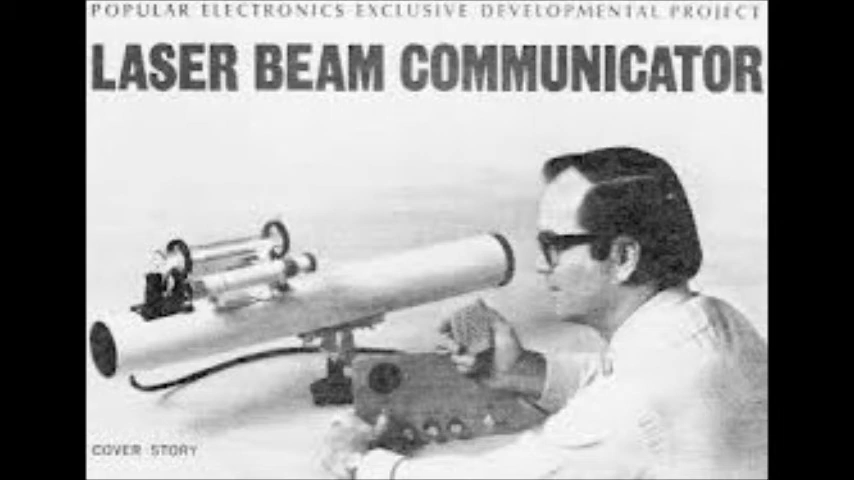 POPULAR ELECTRONICS EXCLUSIVE DEVELOPMENTAL PROJECT
LASER BEAM COMMUNICATOR
COVER STORY